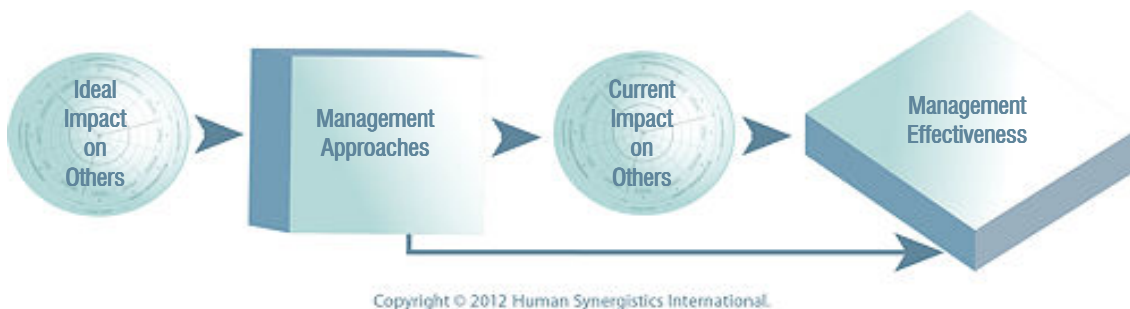 Ideal
Impact
on
Others
Management
Approaches
Current
Impact
on
Others
Management
Effectiveness
Copyright © 2012 Human Synergistics International.